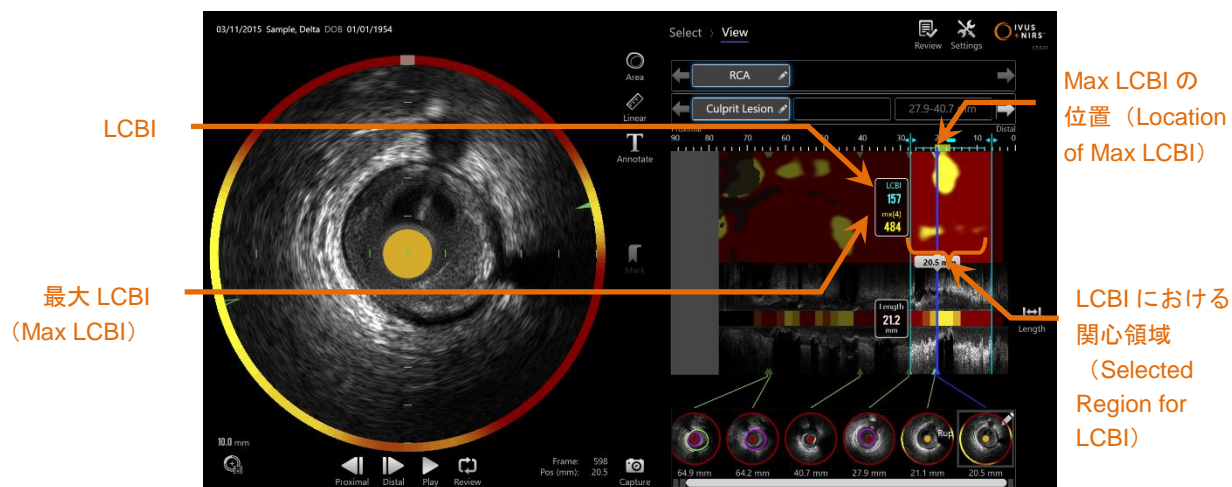 03/11/2015 Sample, Delta DOB 01/01/1954
Select > View
Review
Settings
IVUS
+NIRS
Area
Linear
T
Annotate
Mark
RCA
Culprit Lesion
27.9-40.7 mm
Proximal
Distal
90 80 70 60 50 40 30 20 10 0
LCBI
157
mx(4)
484
20.5 mm
Length
21.2
mm
Length
Rup
64.9 mm 64.2 mm 40.7 mm 27.9 mm 21.1 mm 20.5 mm
10.0 mm
Proximal Distal Play Review
Frame: 598
Pos (mm): 20.5
Capture
LCBI
最大 LCBI
（Max LCBI）
Max LCBI の
位置（Location
of Max LCBI）
LCBI における
関心領域
（Selected
Region for
LCBI）